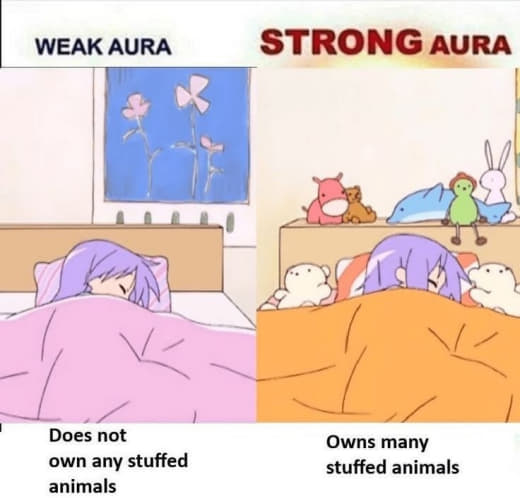 WEAK AURA
STRONG AURA
Does not
own any stuffed
animals
Owns many
stuffed animals